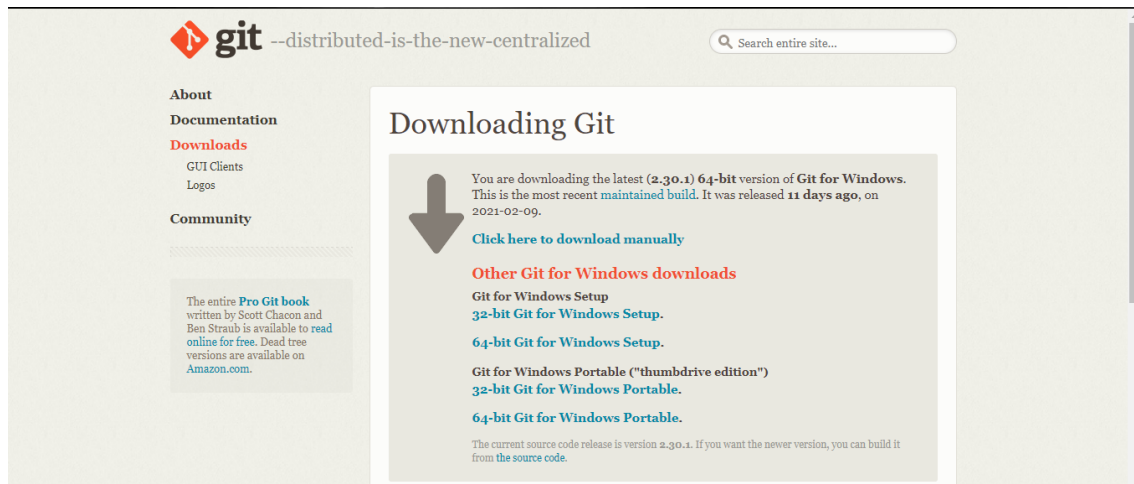 git --distributed-is-the-new-centralized
Search entire site...
About
Documentation
Downloads
GUI Clients
Logos
Community
The entire Pro Git book
written by Scott Chacon and
Ben Straub is available to read
online for free. Dead tree
versions are available on
Amazon.com.
Downloading Git
You are downloading the latest (2.30.1) 64-bit version of Git for Windows.
This is the most recent maintained build. It was released 11 days ago, on
2021-02-09.
Click here to download manually
Other Git for Windows downloads
Git for Windows Setup
32-bit Git for Windows Setup.
64-bit Git for Windows Setup.
Git for Windows Portable ("thumbdrive edition")
32-bit Git for Windows Portable.
64-bit Git for Windows Portable.
The current source code release is version 2.30.1. If you want the newer version, you can build it
from the source code.